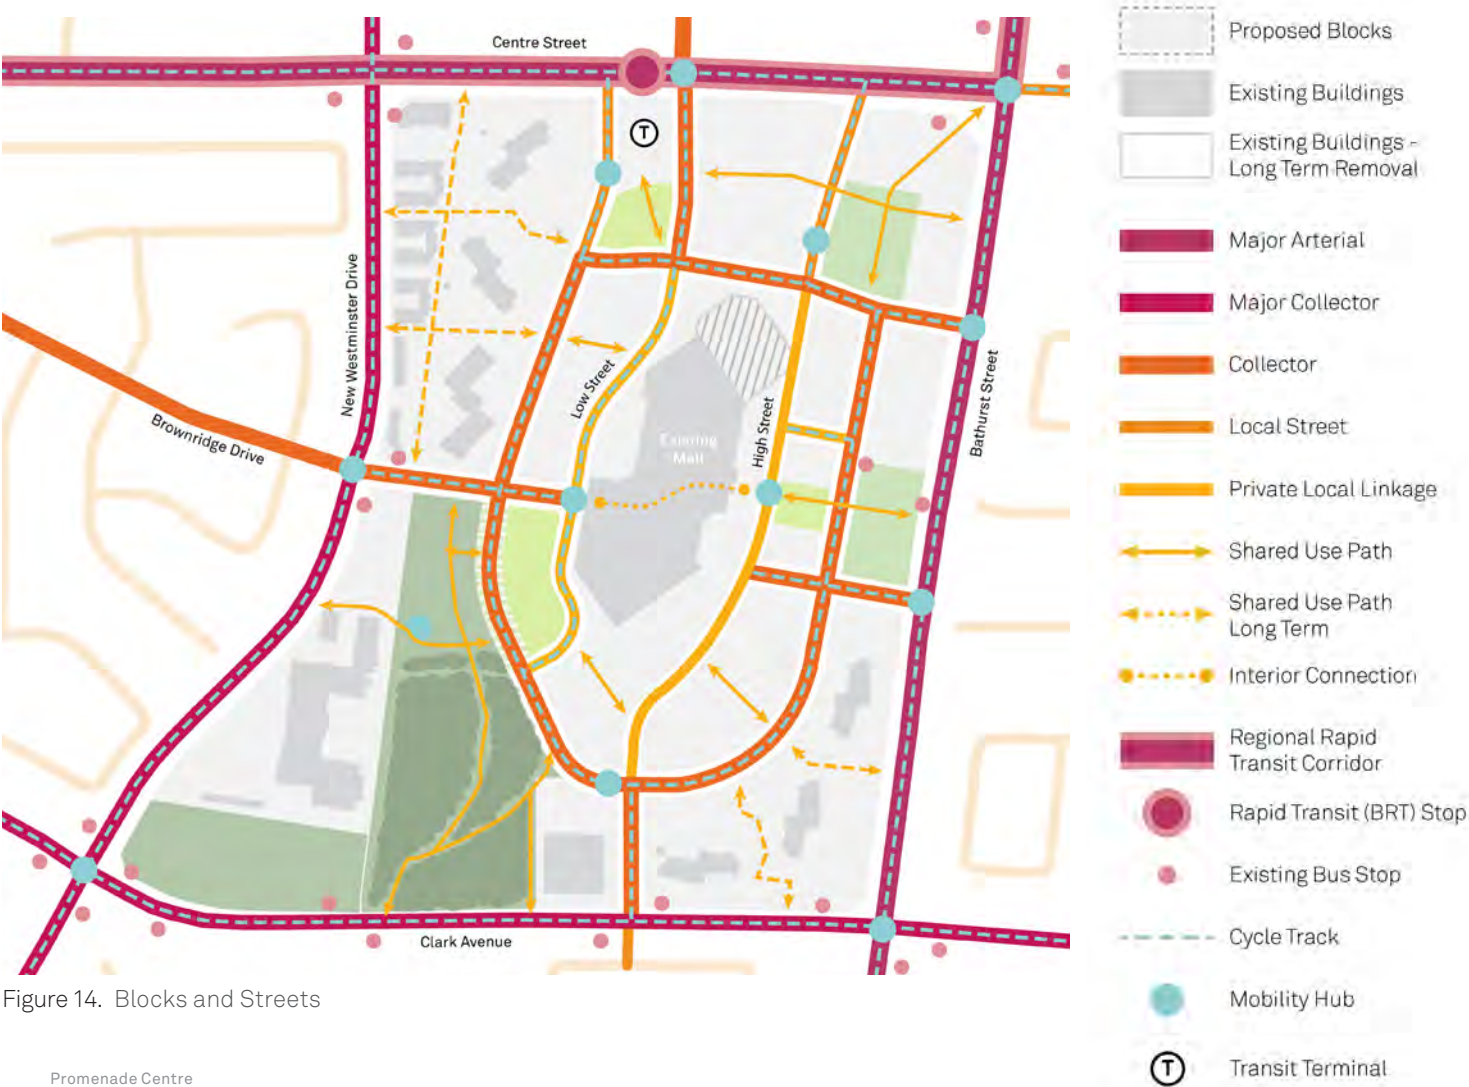 Centre Street
T
New Westminster Drive
Brownridge Drive
Low Street
High Street
Existing
Mall
Bathurst Street
Clark Avenue
Proposed Blocks
Existing Buildings
Existing Buildings -
Long Term Removal
Major Arterial
Major Collector
Collector
Local Street
Private Local Linkage
Shared Use Path
Shared Use Path
Long Term
Interior Connection
Regional Rapid
Transit Corridor
Rapid Transit (BRT) Stop
Existing Bus Stop
Cycle Track
Mobility Hub
T Transit Terminal
Figure 14. Blocks and Streets
Promenade Centre